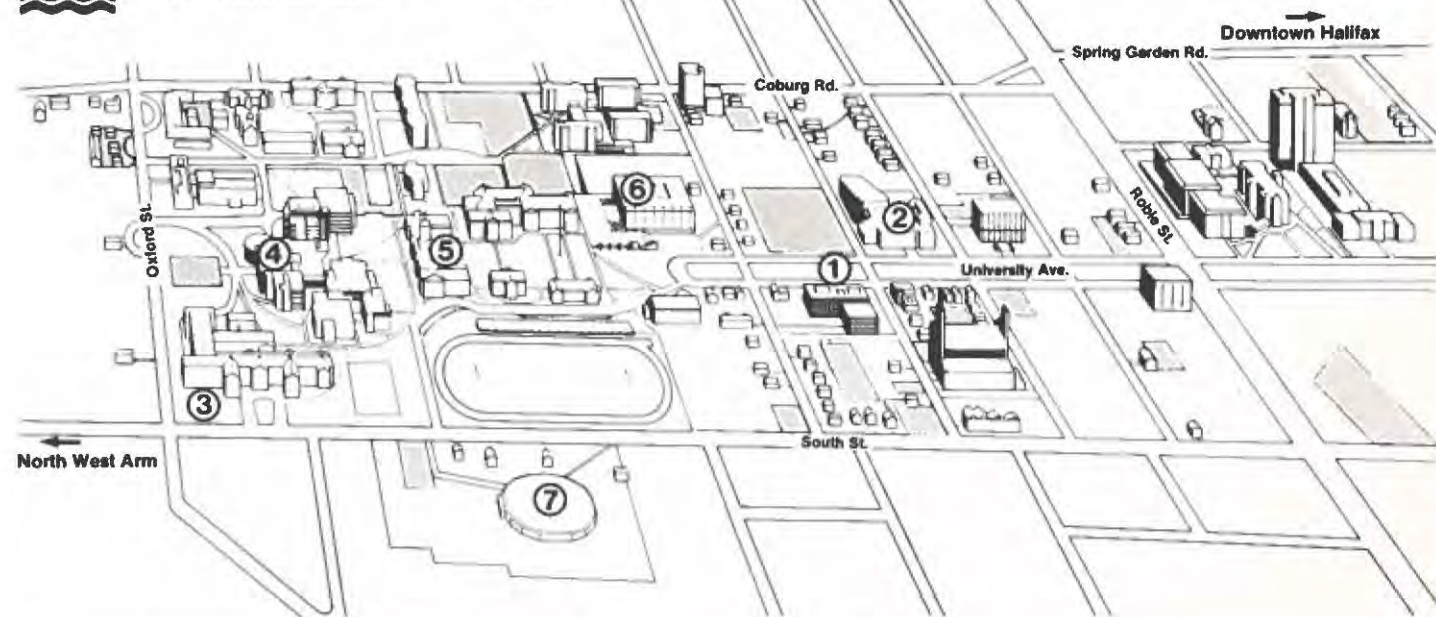 Downtown Halifax
Spring Garden Rd.
Coburg Rd.
⑥
②
Robie St.
Oxford St.
④
⑤
①
University Ave.
③
South St.
North West Arm
⑦